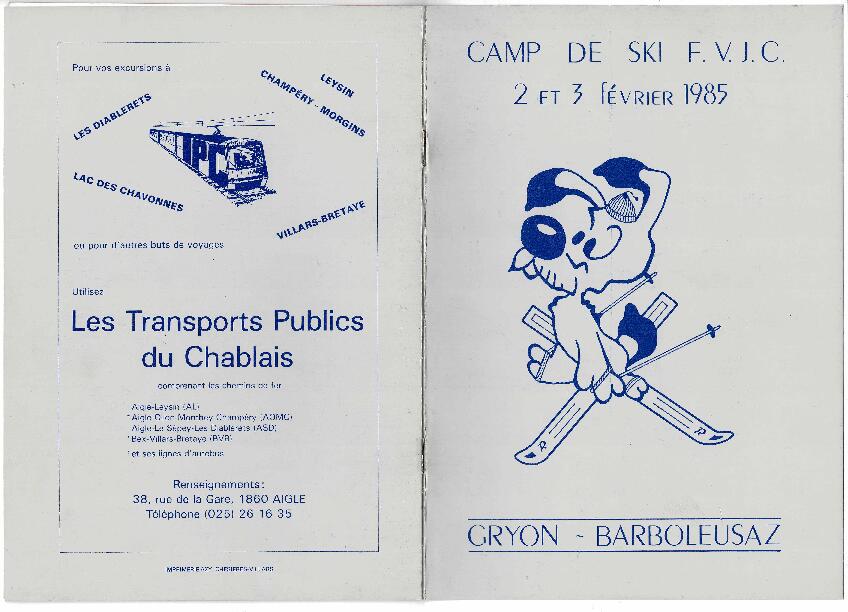 Pour vos excursions à
LES DIABLERETS
CHAMPÉRY-MORGINS
LEYSIN
TPC
LAC DES CHAVONNES
VILLARS-BRETAYE
ou pour d'autres buts de voyages
Utilisez
Les Transports Publics
du Chablais
comprenant les chemins de fer
Aigle-Leysin (AL)
*Aigle-Ollon-Monthey-Champéry (AOMC)
Aigle-Le Sépey-Les Diablerets (ASD)
*Bex-Villars-Bretaye (BVB)
*et ses lignes d'autobus
Renseignements:
38, rue de la Gare, 1860 AIGLE
Téléphone (025) 26 16 35
CHESIÈRES-VILLARS
CAMP DE SKI F.V.J.C.
2 ET 3 FÉVRIER 1985
R
R
GRYON - BARBOLEUSAZ